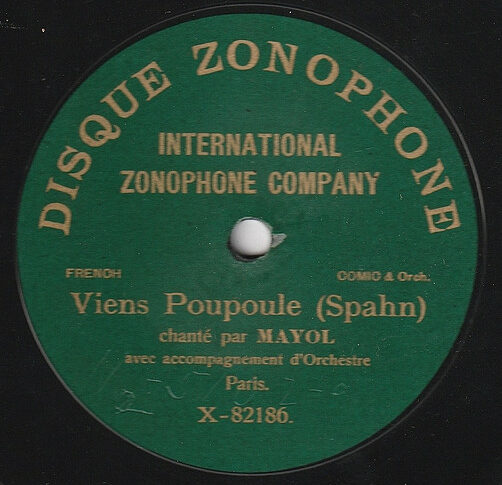 DISQUE ZONOPHONE
INTERNATIONAL
ZONOPHONE COMPANY
FRENCH
COMIC & Orch.
Viens Poupoule (Spahn)
chanté par MAYOL
avec accompagnement d'Orchestre
Paris.
X-82186.